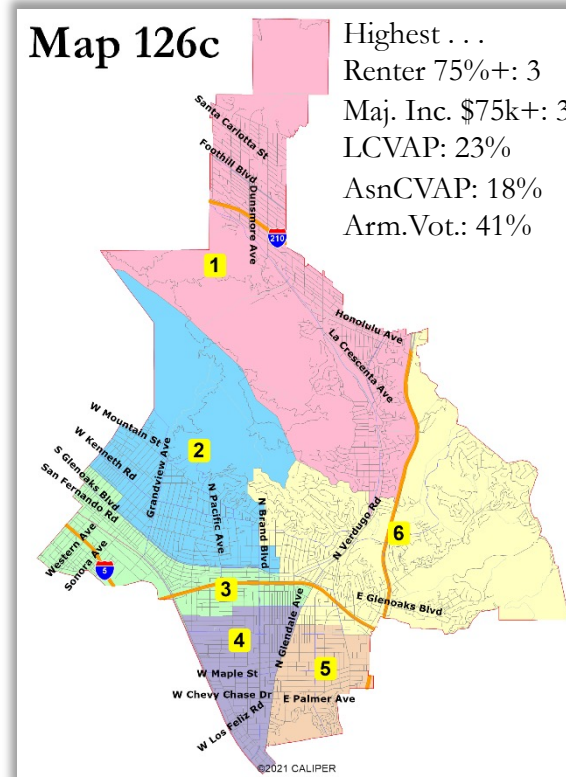 Map 126c
Highest . . .
Renter 75%+: 3
Maj. Inc. $75k+: 3
LCVAP: 23%
AsnCVAP: 18%
Arm.Vot.: 41%
Santa Carlotta St
Foothill Blvd
Dunsmore Ave
210
1
Honolulu Ave
La Crescenta Ave
W Mountain St
W Kenneth Rd
S Glenoaks Blvd
San Fernando Rd
Grandview Ave
2
N Pacific Ave
N Brand Blvd
N Verdugo Rd
6
Western Ave
Sonora Ave
5
3
E Glenoaks Blvd
4
N Glendale Ave
5
W Maple St
W Chevy Chase Dr
E Palmer Ave
W Los Feliz Rd
©2021 CALIPER